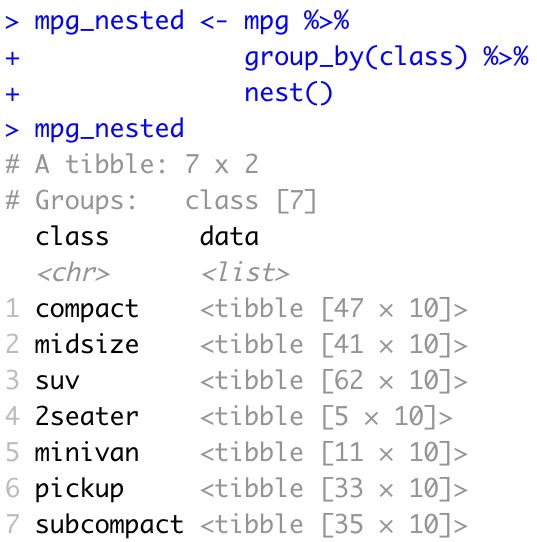 > mpg_nested <- mpg %>%
+               group_by(class) %>%
+               nest()
> mpg_nested
# A tibble: 7 x 2
# Groups:   class [7]
  class      data
  <chr>      <list>
1 compact    <tibble [47 × 10]>
2 midsize    <tibble [41 × 10]>
3 suv        <tibble [62 × 10]>
4 2seater    <tibble [5 × 10]>
5 minivan    <tibble [11 × 10]>
6 pickup     <tibble [33 × 10]>
7 subcompact <tibble [35 × 10]>